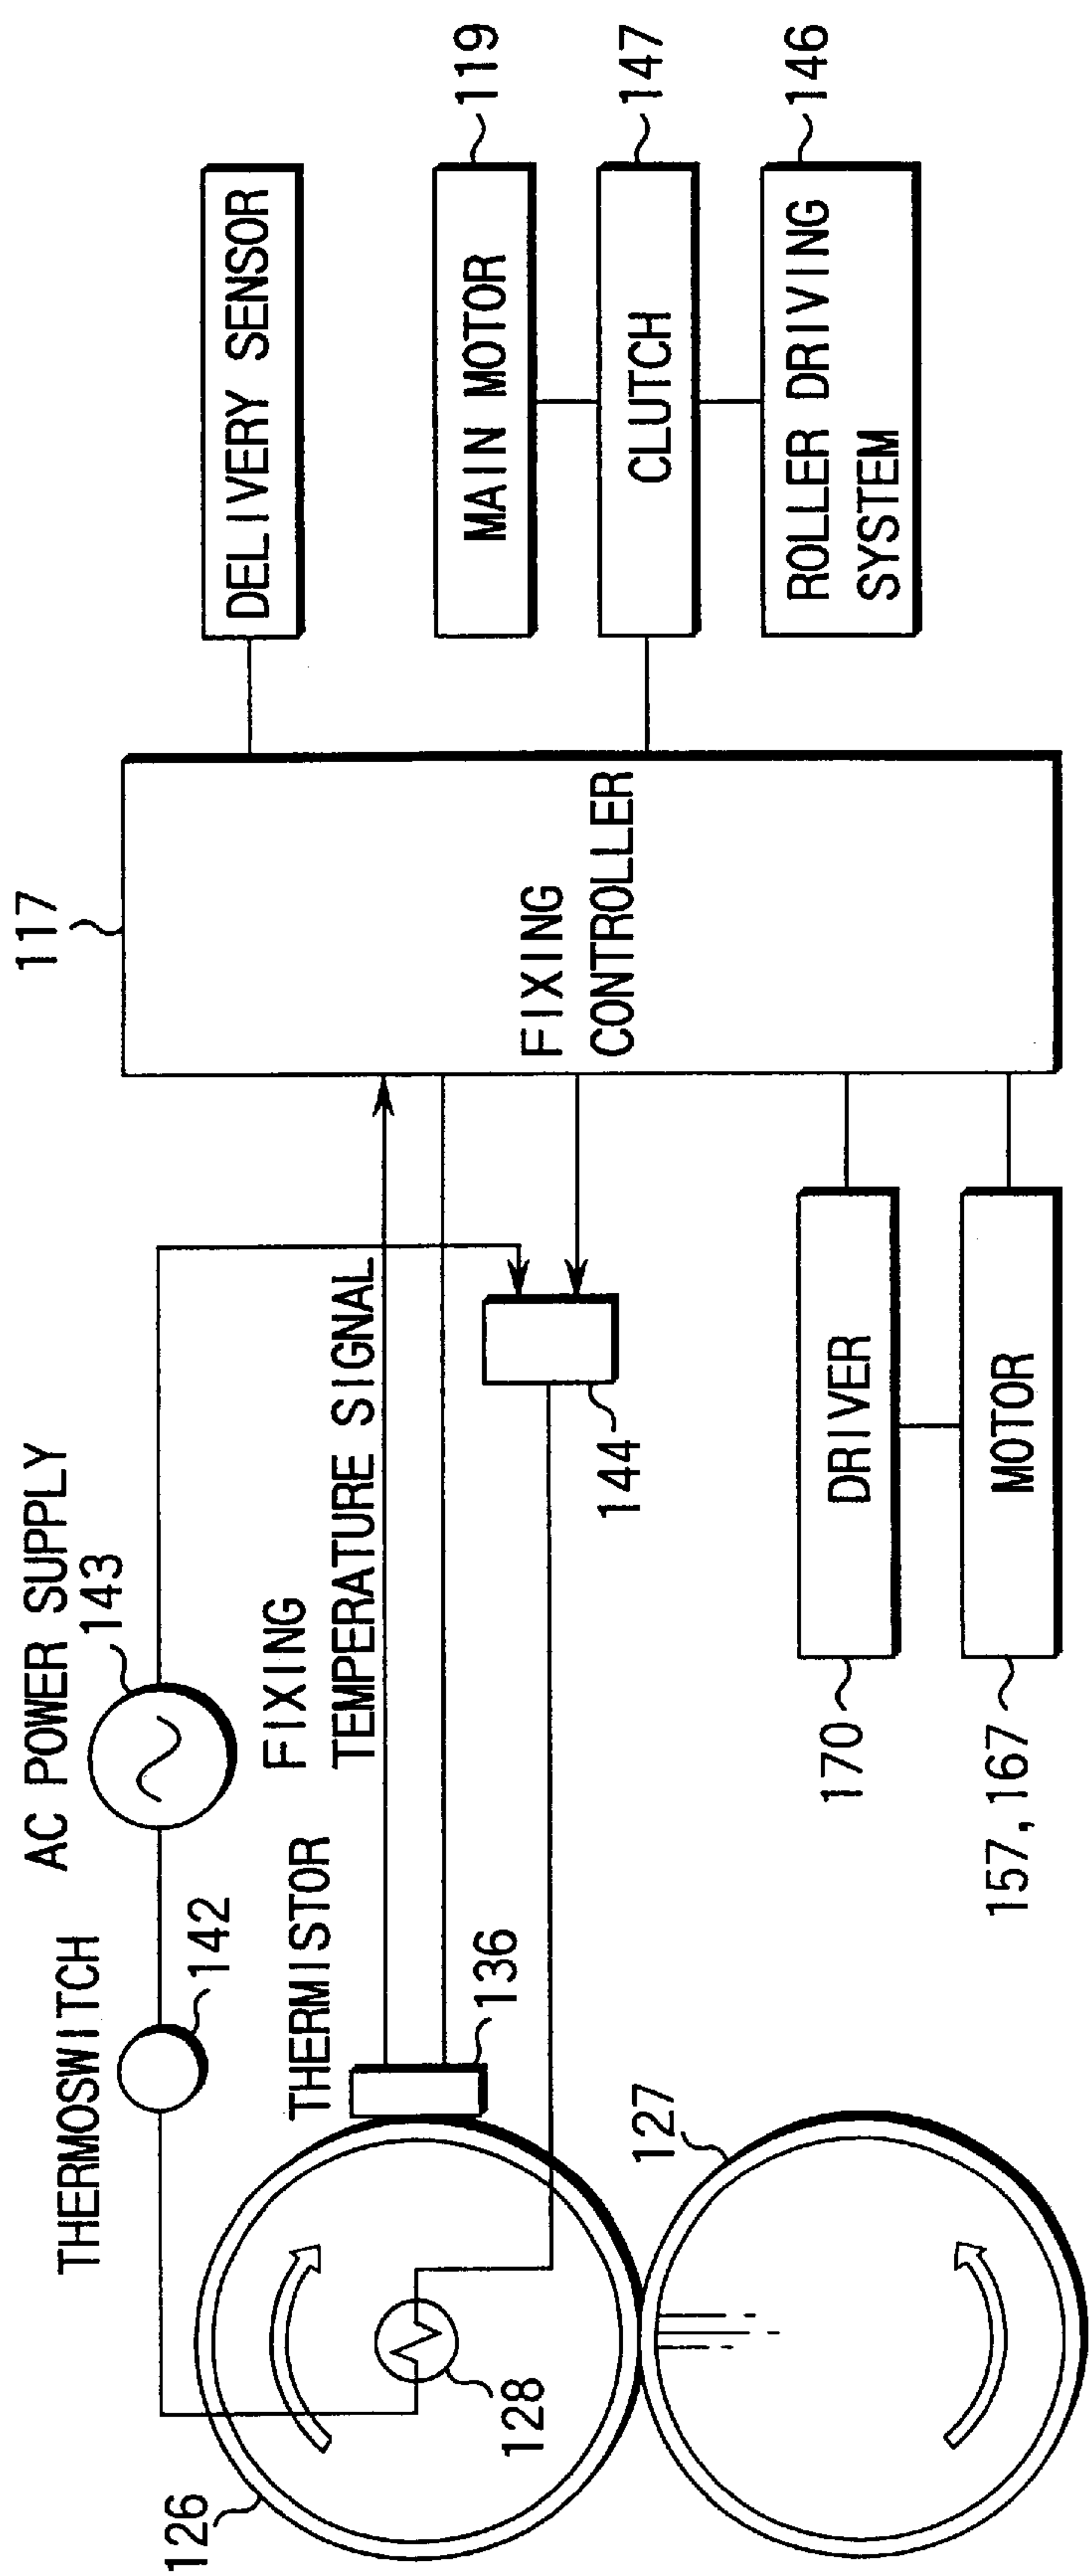 THERMOSWITCH
142
AC POWER SUPPLY
143
117
DELIVERY SENSOR
126
128
THERMISTOR
136
FIXING
TEMPERATURE SIGNAL
144
FIXING
CONTROLLER
MAIN MOTOR
119
CLUTCH
147
ROLLER DRIVING
SYSTEM
146
127
170
DRIVER
157,167
MOTOR